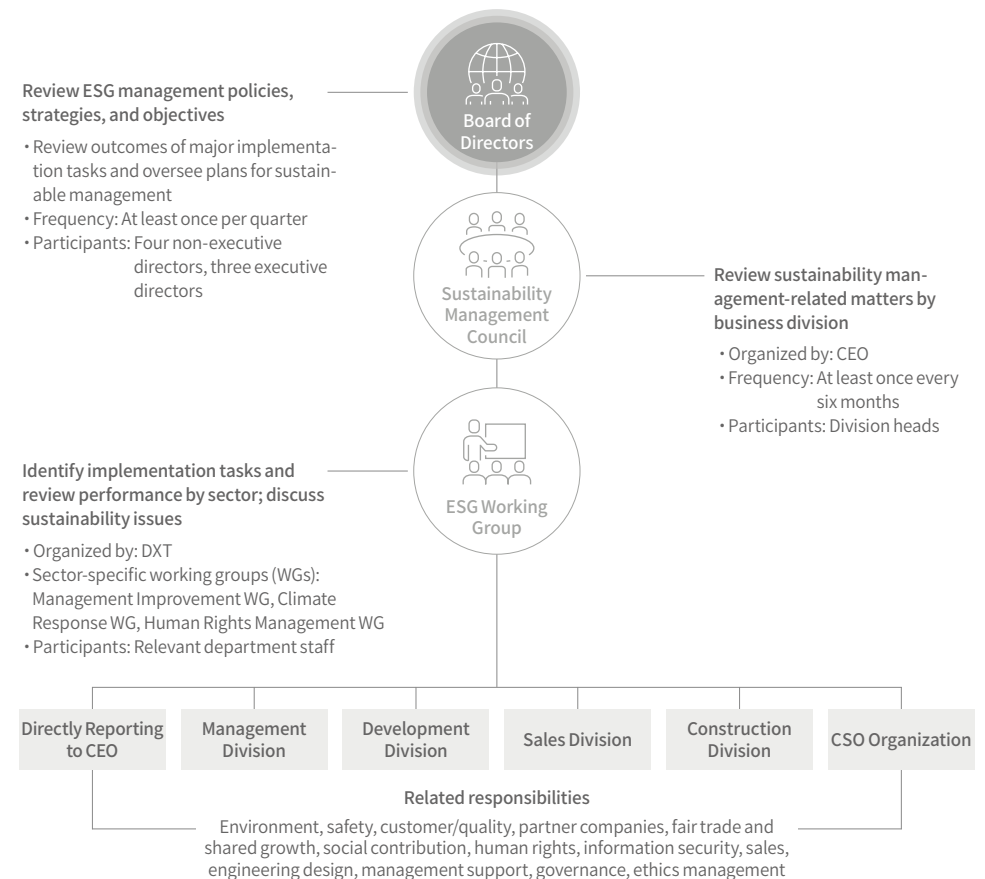 Board of
Directors
Review ESG management policies,
strategies, and objectives
• Review outcomes of major implementa-
tion tasks and oversee plans for sustain-
able management
• Frequency: At least once per quarter
• Participants: Four non-executive
directors, three executive
directors
Sustainability
Management
Council
Review sustainability man-
agement-related matters by
business division
• Organized by: CEO
• Frequency: At least once every
six months
• Participants: Division heads
ESG Working
Group
Identify implementation tasks and
review performance by sector; discuss
sustainability issues
• Organized by: DXT
• Sector-specific working groups (WGs):
Management Improvement WG, Climate
Response WG, Human Rights Management WG
• Participants: Relevant department staff
Directly Reporting
to CEO
Management
Division
Development
Division
Sales Division
Construction
Division
CSO Organization
Related responsibilities
Environment, safety, customer/quality, partner companies, fair trade and
shared growth, social contribution, human rights, information security, sales,
engineering design, management support, governance, ethics management